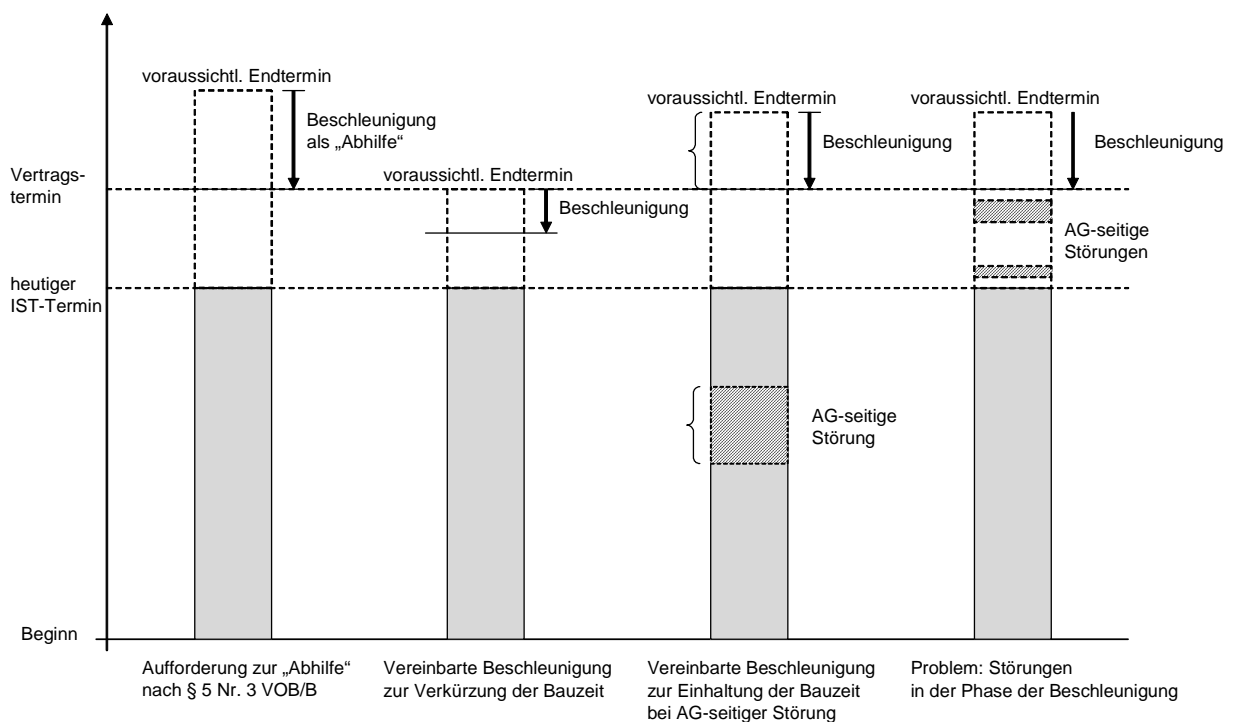 voraussichtl. Endtermin
Beschleunigung
als „Abhilfe“
voraussichtl. Endtermin
Beschleunigung
voraussichtl. Endtermin
Beschleunigung
voraussichtl. Endtermin
Beschleunigung
Vertrags-
termin
AG-seitige
Störungen
heutiger
IST-Termin
AG-seitige
Störung
Beginn
Aufforderung zur „Abhilfe“
nach § 5 Nr. 3 VOB/B
Vereinbarte Beschleunigung
zur Verkürzung der Bauzeit
Vereinbarte Beschleunigung
zur Einhaltung der Bauzeit
bei AG-seitiger Störung
Problem: Störungen
in der Phase der Beschleunigung